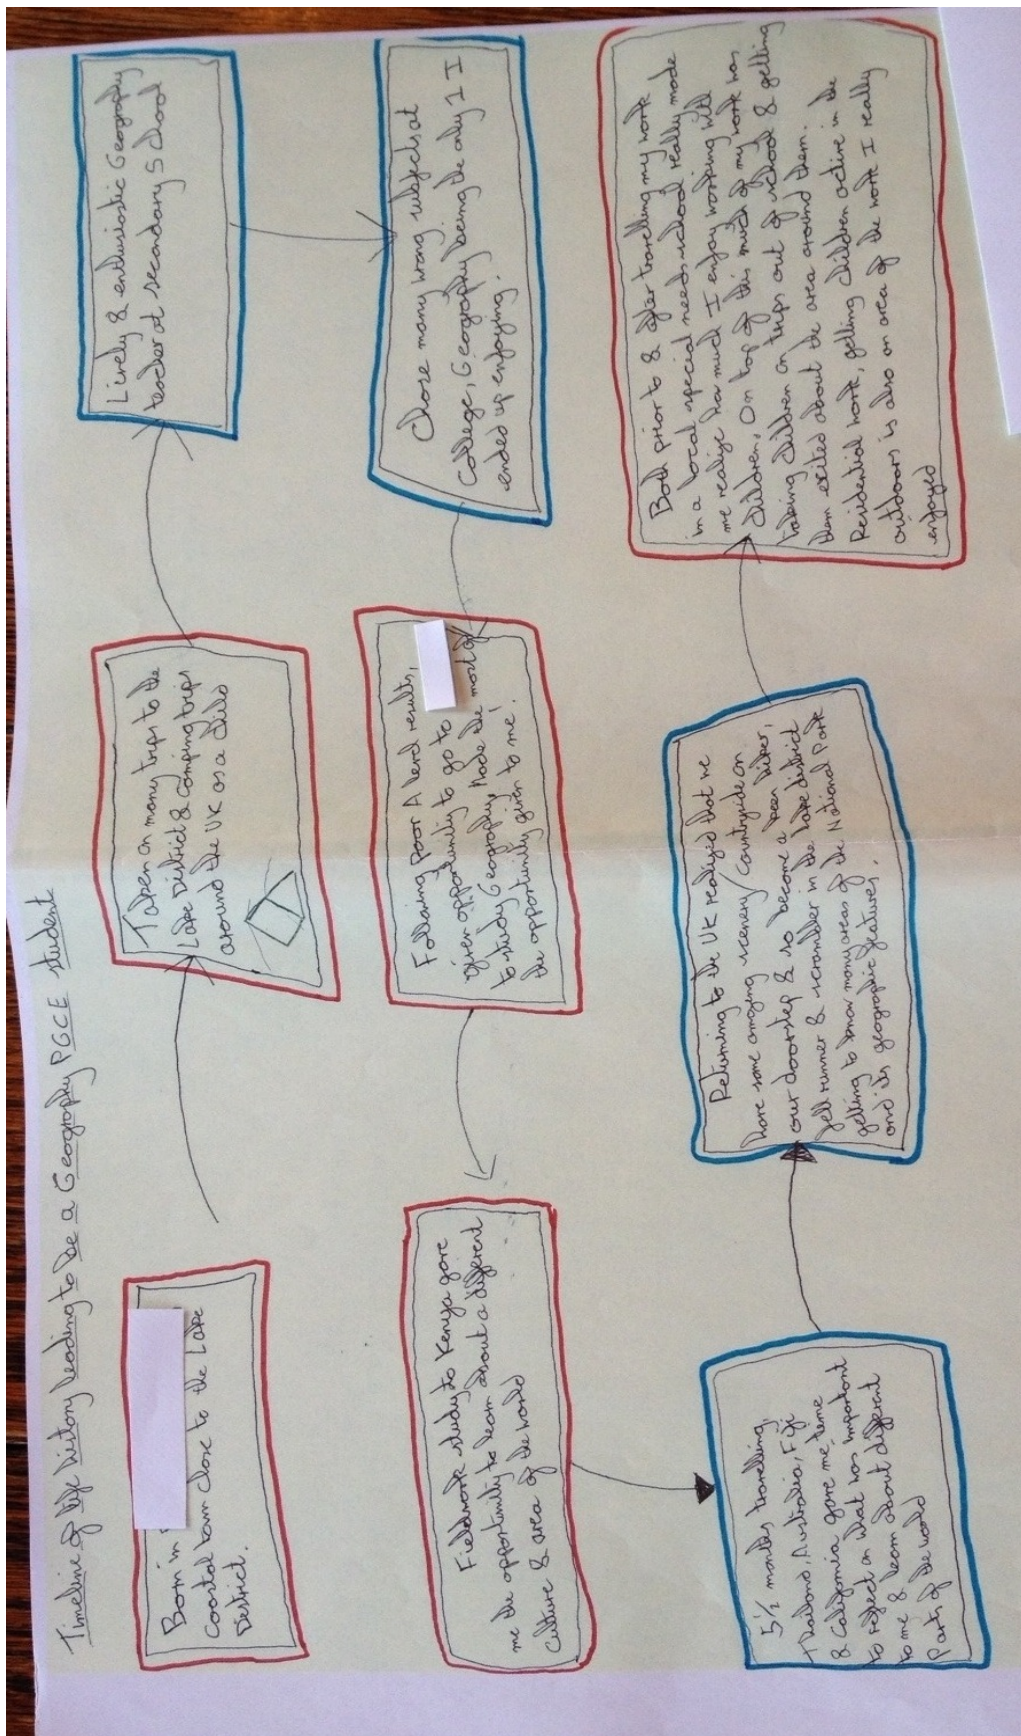 Timeline of life history leading to be a Geography PGCE student
Born in
Coastal town close to the Lake
District.
Taken on many trips to the
Lake District & Camping trips
around the UK as a child
Lively & enthusiastic Geography
teacher at secondary School
Chose many wrong subjects at
College, Geography being the only 1 I
ended up enjoying.
Following poor A level results,
given opportunity to go to
to study Geography. Made the most of
the opportunity given to me!
Fieldwork study to Kenya gave
me the opportunity to learn about a different
Culture & area of the world
5 1/2 months travelling,
Thailand, Australia, Fiji
& California gave me time
to reflect on what was important
to me & learn about different
Parts of the world
Returning to the UK realised that we
have some amazing scenery/Countryside on
our doorstep & so become a keen hiker,
fell runner & scrambler in the Lake district
getting to know many areas of the National Park
and its geographic features.
Both prior to & after travelling my work
in a local special needs school really made
me realise how much I enjoy working with
children, On top of this much of my work has
taking children on trips out of school & getting
them exited about the area around them.
Residential work, getting children active in the
outdoors is also an area of the work I really
enjoyed